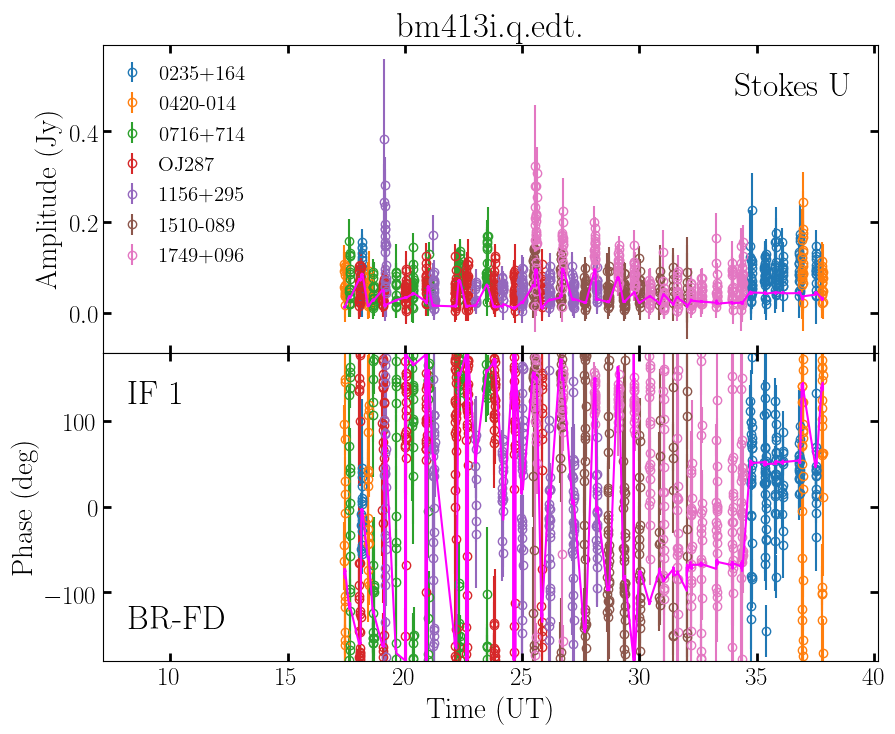 bm413i.q.edt.
Stokes U
0235+164
0420-014
0716+714
OJ287
1156+295
1510-089
1749+096
Amplitude (Jy)
0.4
0.2
0.0
IF 1
BR-FD
Phase (deg)
100
0
−100
10 15 20 25 30 35 40
Time (UT)